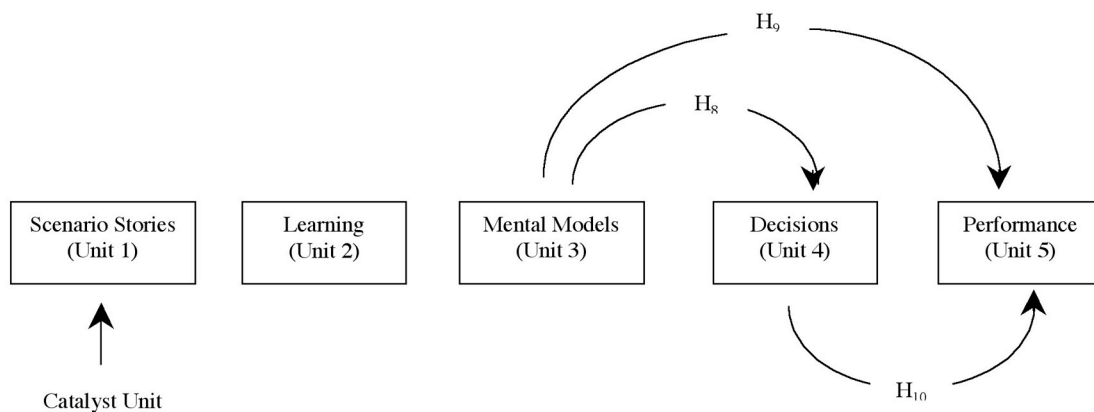 H₉
H₈
Scenario Stories
(Unit 1)
Learning
(Unit 2)
Mental Models
(Unit 3)
Decisions
(Unit 4)
Performance
(Unit 5)
H₁₀
Catalyst Unit